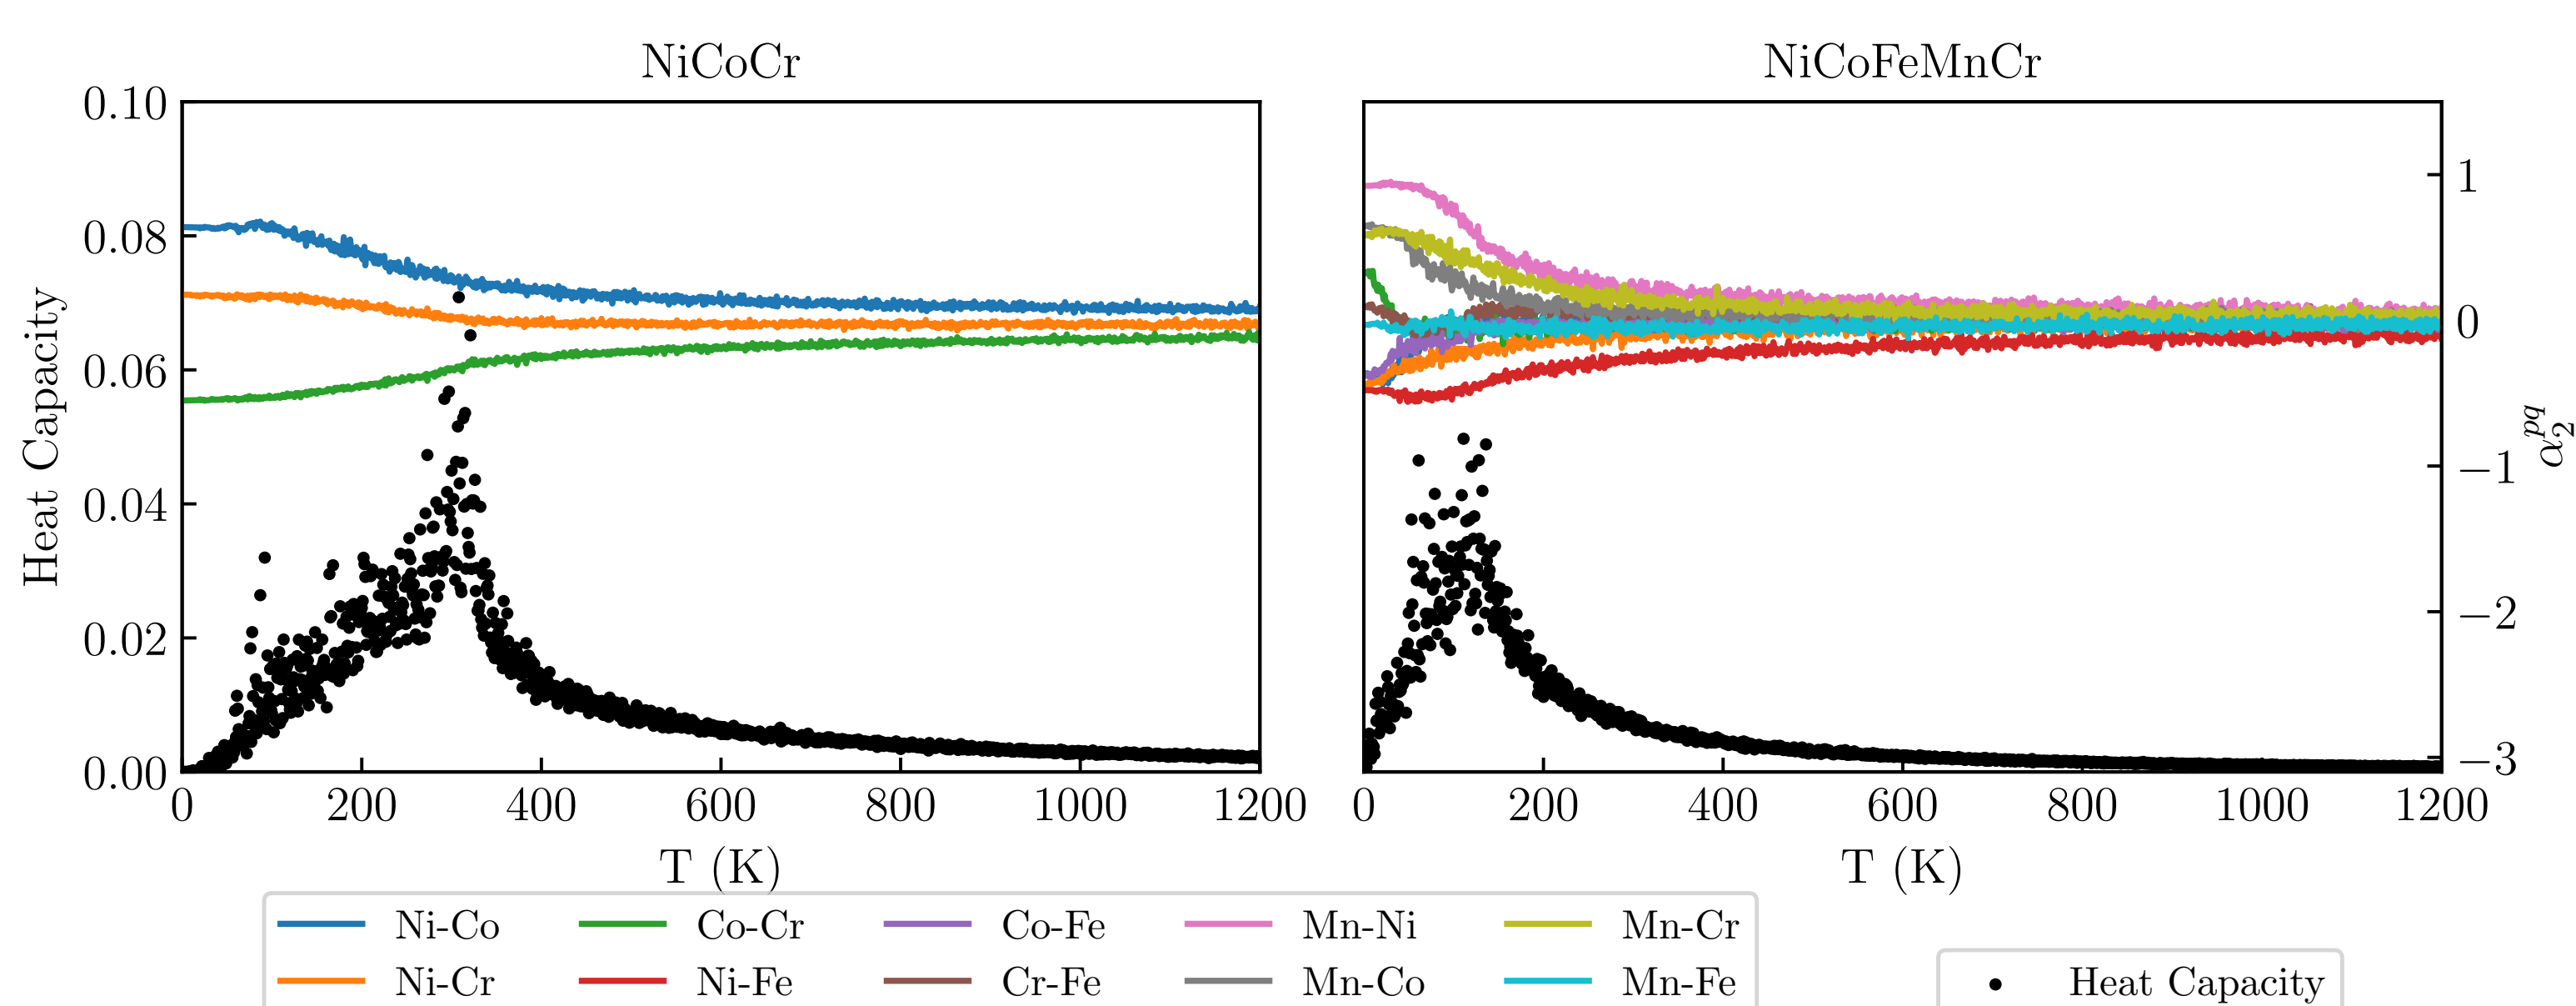 NiCoCr
NiCoFeMnCr
Heat Capacity
0.10
0.08
0.06
0.04
0.02
0.00
0 200 400 600 800 1000 1200
T (K)
0 200 400 600 800 1000 1200
T (K)
1
0
−1
−2
−3
α₂^{pq}
Ni-Co Co-Cr Co-Fe Mn-Ni Mn-Cr
Ni-Cr Ni-Fe Cr-Fe Mn-Co Mn-Fe
Heat Capacity